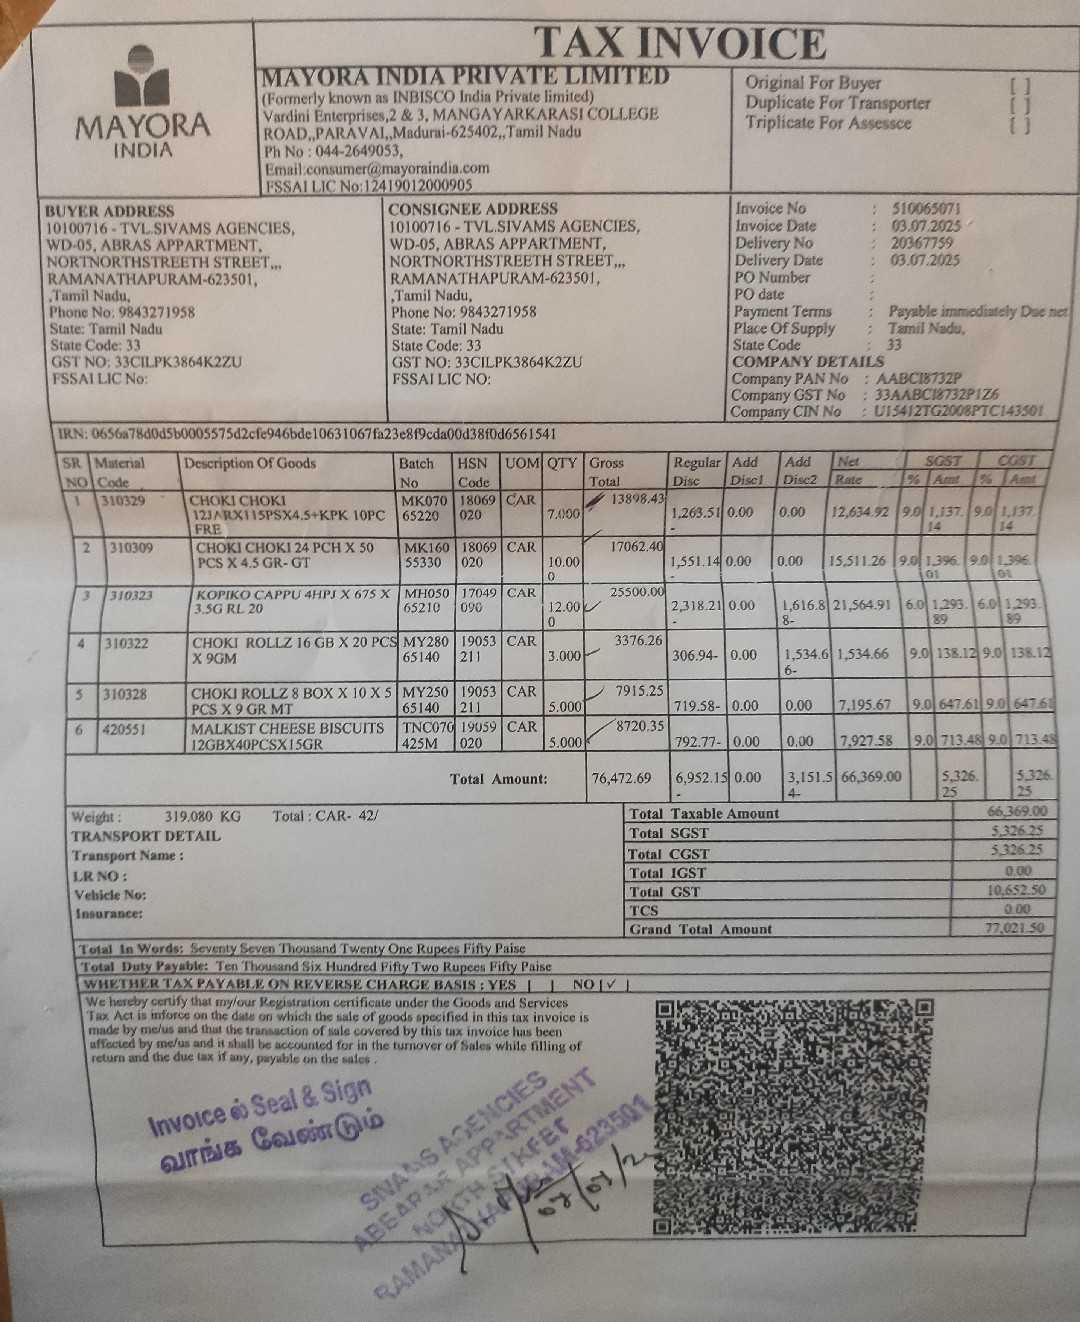 TAX INVOICE
MAYORA
INDIA
MAYORA INDIA PRIVATE LIMITED
(Formerly known as INBISCO India Private limited)
Vardini Enterprises,2 & 3, MANGAYARKARASI COLLEGE
ROAD,,PARAVAI,,Madurai-625402,,Tamil Nadu
Ph No : 044-2649053,
Email:consumer@mayoraindia.com
FSSAI LIC No:12419012000905
Original For Buyer [ ]
Duplicate For Transporter [ ]
Triplicate For Assessce [ ]
BUYER ADDRESS
10100716 - TVL.SIVAMS AGENCIES,
WD-05, ABRAS APPARTMENT,
NORTNORTHSTREETH STREET,,,
RAMANATHAPURAM-623501,
,Tamil Nadu,
Phone No: 9843271958
State: Tamil Nadu
State Code: 33
GST NO: 33CILPK3864K2ZU
FSSAI LIC No:
CONSIGNEE ADDRESS
10100716 - TVL.SIVAMS AGENCIES,
WD-05, ABRAS APPARTMENT,
NORTNORTHSTREETH STREET,,,
RAMANATHAPURAM-623501,
,Tamil Nadu,
Phone No: 9843271958
State: Tamil Nadu
State Code: 33
GST NO: 33CILPK3864K2ZU
FSSAI LIC NO:
Invoice No : 510065071
Invoice Date : 03.07.2025
Delivery No : 20367759
Delivery Date : 03.07.2025
PO Number :
PO date :
Payment Terms : Payable immediately Due net
Place Of Supply : Tamil Nadu,
State Code : 33
COMPANY DETAILS
Company PAN No : AABCI8732P
Company GST No : 33AABCI8732P1Z6
Company CIN No : U15412TG2008PTC143501
IRN: 0656a78d0d5b0005575d2cfe946bde10631067fa23e8f9cda00d38f0d6561541
SR Material Description Of Goods Batch HSN UOM QTY Gross Regular Add Add Net SGST CGST
NO Code No Code Total Disc Disc1 Disc2 Rate % Amt % Amt
1 310329 CHOKI CHOKI MK070 18069 CAR 13898.43
12JARX115PSX4.5+KPK 10PC 65220 020 7.000 1,263.51 0.00 0.00 12,634.92 9.0 1,137. 9.0 1,137.
FRE - 14 14
2 310309 CHOKI CHOKI 24 PCH X 50 MK160 18069 CAR 17062.40
PCS X 4.5 GR- GT 55330 020 10.00 1,551.14 0.00 0.00 15,511.26 9.0 1,396. 9.0 1,396.
0 - 01 01
3 310323 KOPIKO CAPPU 4HPJ X 675 X MH050 17049 CAR 25500.00
3.5G RL 20 65210 090 12.00 2,318.21 0.00 1,616.8 21,564.91 6.0 1,293. 6.0 1,293.
0 - 8- 89 89
4 310322 CHOKI ROLLZ 16 GB X 20 PCS MY280 19053 CAR 3376.26
X 9GM 65140 211 3.000 306.94- 0.00 1,534.6 1,534.66 9.0 138.12 9.0 138.12
6-
5 310328 CHOKI ROLLZ 8 BOX X 10 X 5 MY250 19053 CAR 7915.25
PCS X 9 GR MT 65140 211 5.000 719.58- 0.00 0.00 7,195.67 9.0 647.61 9.0 647.61
6 420551 MALKIST CHEESE BISCUITS TNC070 19059 CAR 8720.35
12GBX40PCSX15GR 425M 020 5.000 792.77- 0.00 0.00 7,927.58 9.0 713.48 9.0 713.48
Total Amount: 76,472.69 6,952.15 0.00 3,151.5 66,369.00 5,326. 5,326.
- 4- 25 25
Weight : 319.080 KG Total : CAR- 42/
TRANSPORT DETAIL
Transport Name :
LR NO :
Vehicle No:
Insurance:
Total Taxable Amount 66,369.00
Total SGST 5,326.25
Total CGST 5,326.25
Total IGST 0.00
Total GST 10,652.50
TCS 0.00
Grand Total Amount 77,021.50
Total In Words: Seventy Seven Thousand Twenty One Rupees Fifty Paise
Total Duty Payable: Ten Thousand Six Hundred Fifty Two Rupees Fifty Paise
WHETHER TAX PAYABLE ON REVERSE CHARGE BASIS : YES [ ] NO [✓ ]
We hereby certify that my/our Registration certificate under the Goods and Services
Tax Act is inforce on the date on which the sale of goods specified in this tax invoice is
made by me/us and that the transaction of sale covered by this tax invoice has been
affected by me/us and it shall be accounted for in the turnover of Sales while filling of
return and the due tax if any, payable on the sales .
Invoice ல் Seal & Sign
வாங்க வேண்டும்
SIVAMS AGENCIES
APPARTMENT
NORTH STREET